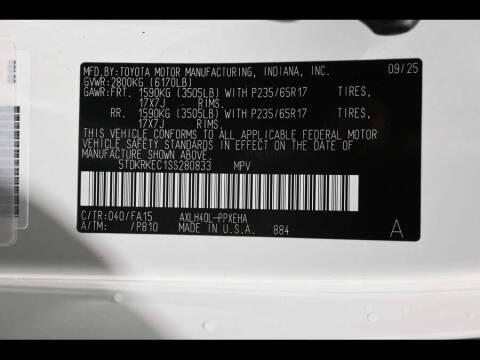 MFD.BY:TOYOTA MOTOR MANUFACTURING, INDIANA, INC. 09/25
GVWR:2800KG (6170LB)
GAWR:FRT. 1590KG (3505LB) WITH P235/65R17 TIRES,
17X7J RIMS.
RR. 1590KG (3505LB) WITH P235/65R17 TIRES,
17X7J RIMS.
THIS VEHICLE CONFORMS TO ALL APPLICABLE FEDERAL MOTOR
VEHICLE SAFETY STANDARDS IN EFFECT ON THE DATE OF
MANUFACTURE SHOWN ABOVE.
5TDKRKEC1SS280833 MPV
C/TR:040/FA15 AXLH40L-PPXEHA
A/TM: /P810 MADE IN U.S.A. 884 A